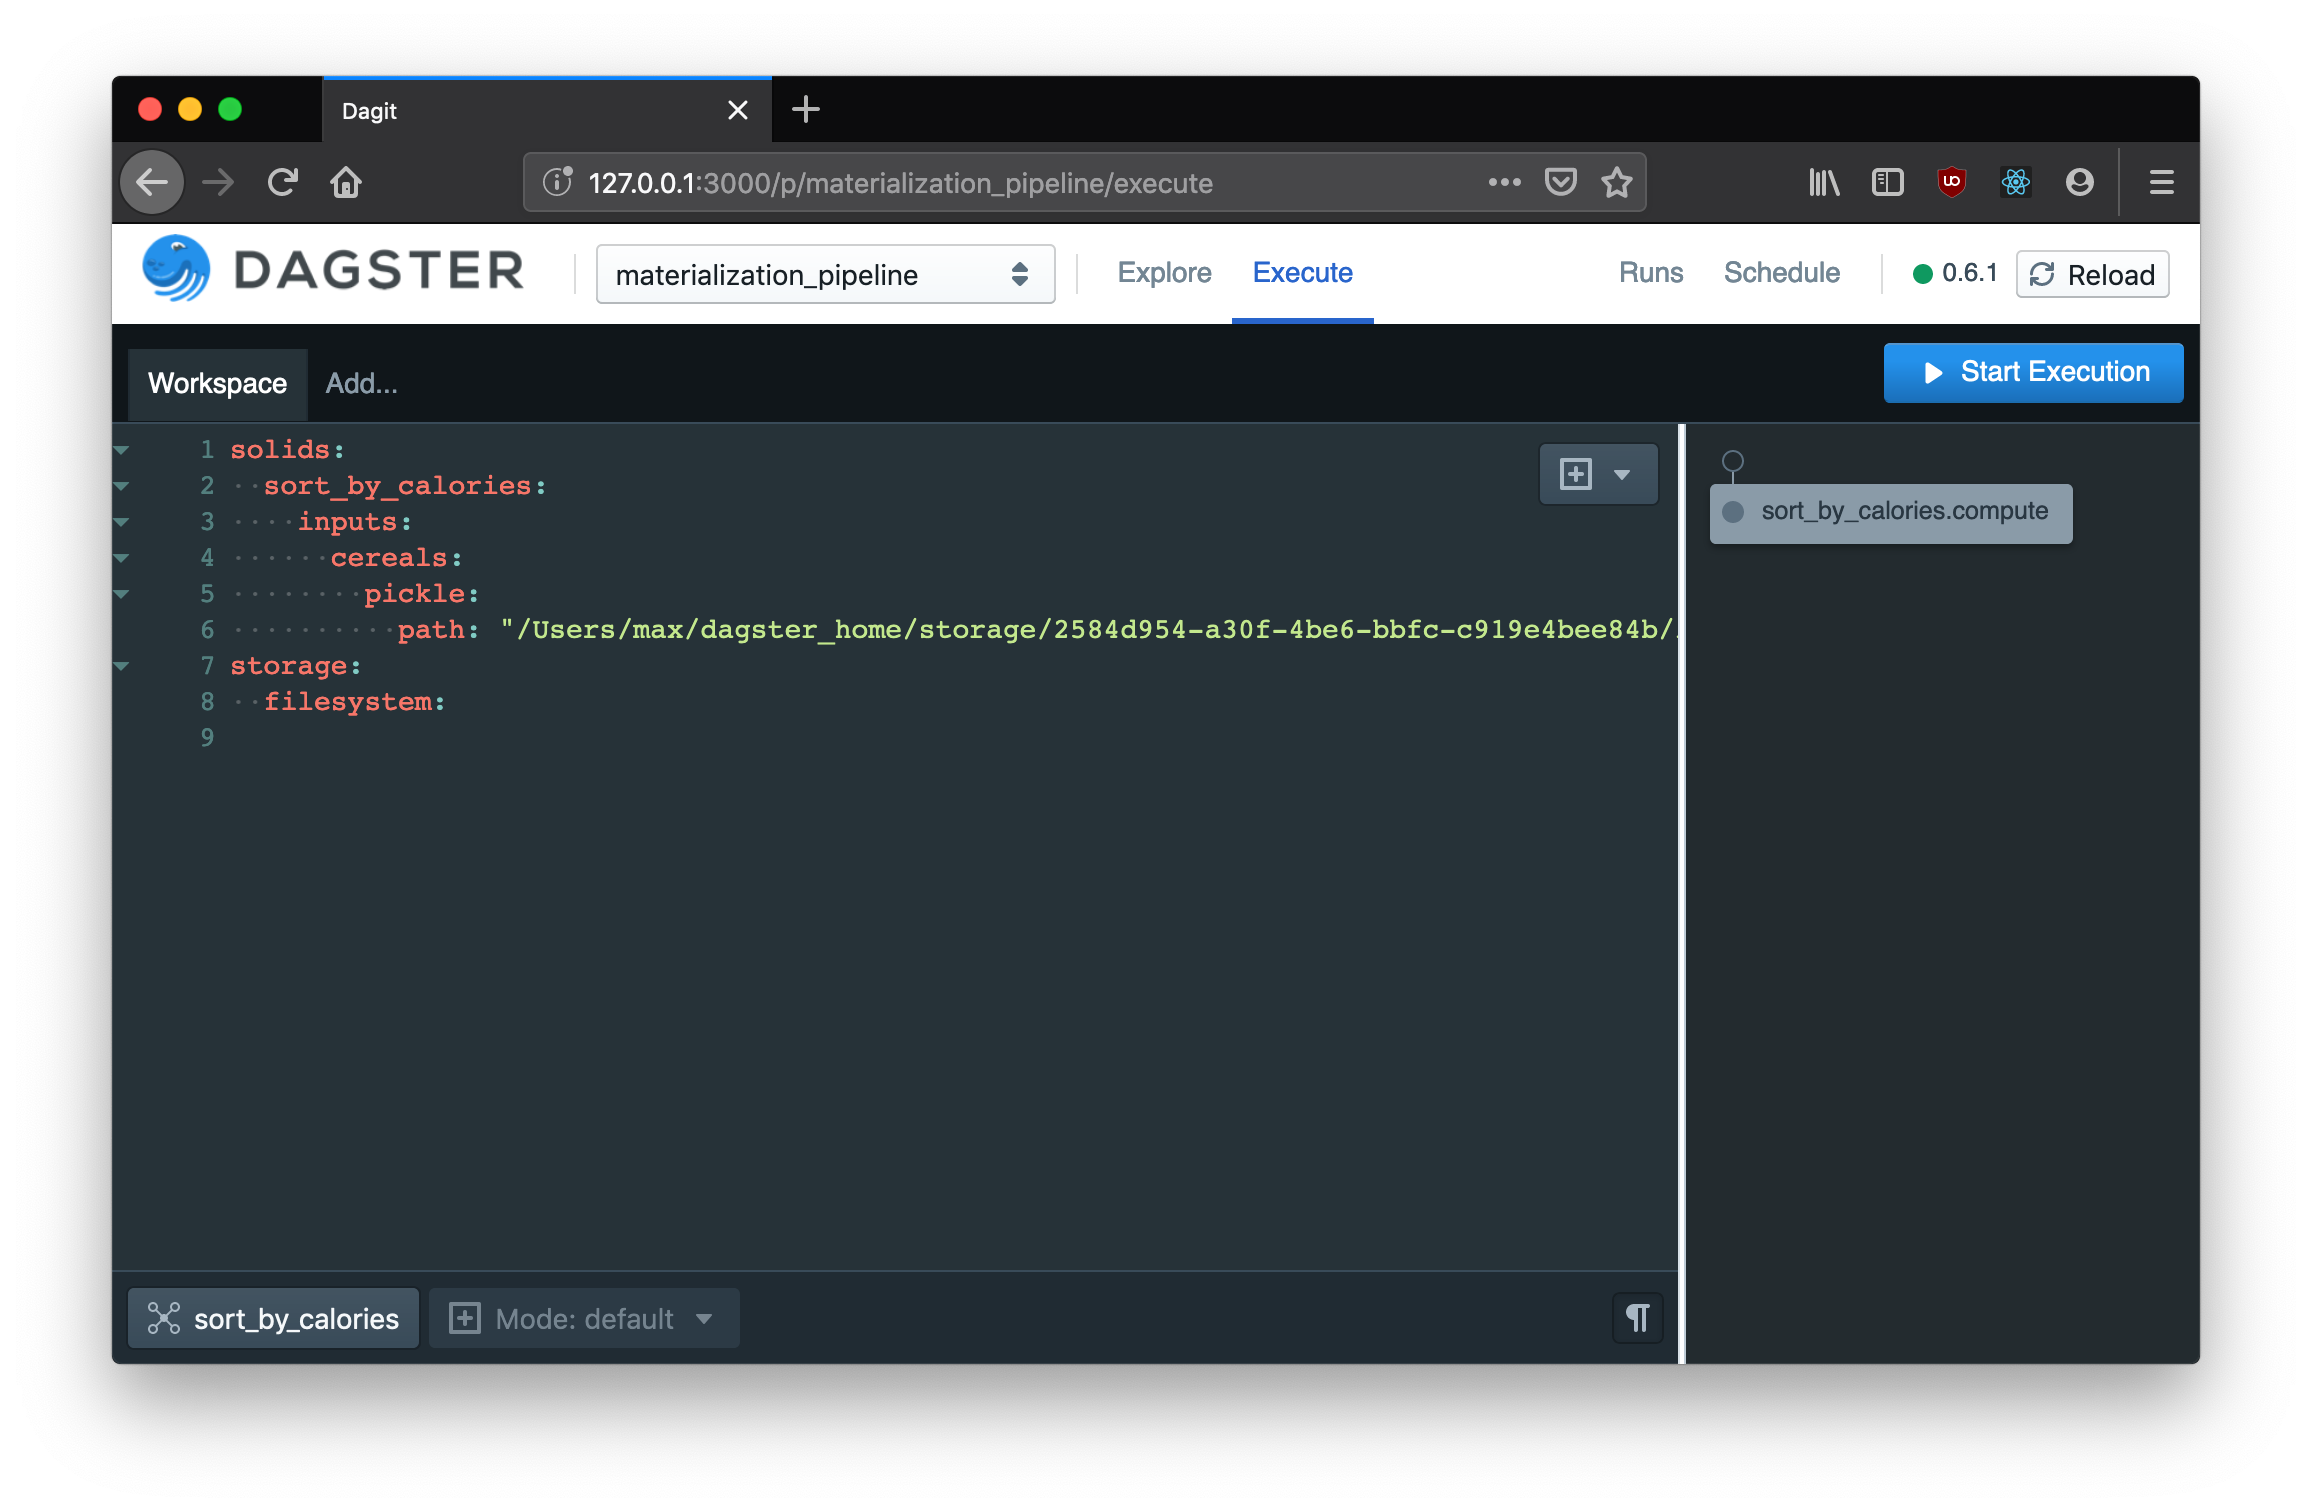 Dagit
127.0.0.1:3000/p/materialization_pipeline/execute
DAGSTER
materialization_pipeline
Explore
Execute
Runs
Schedule
0.6.1
Reload
Workspace
Add...
Start Execution
1 solids:
2 sort_by_calories:
3 inputs:
4 cereals:
5 pickle:
6 path: "/Users/max/dagster_home/storage/2584d954-a30f-4be6-bbfc-c919e4bee84b/
7 storage:
8 filesystem:
9
sort_by_calories.compute
sort_by_calories
Mode: default